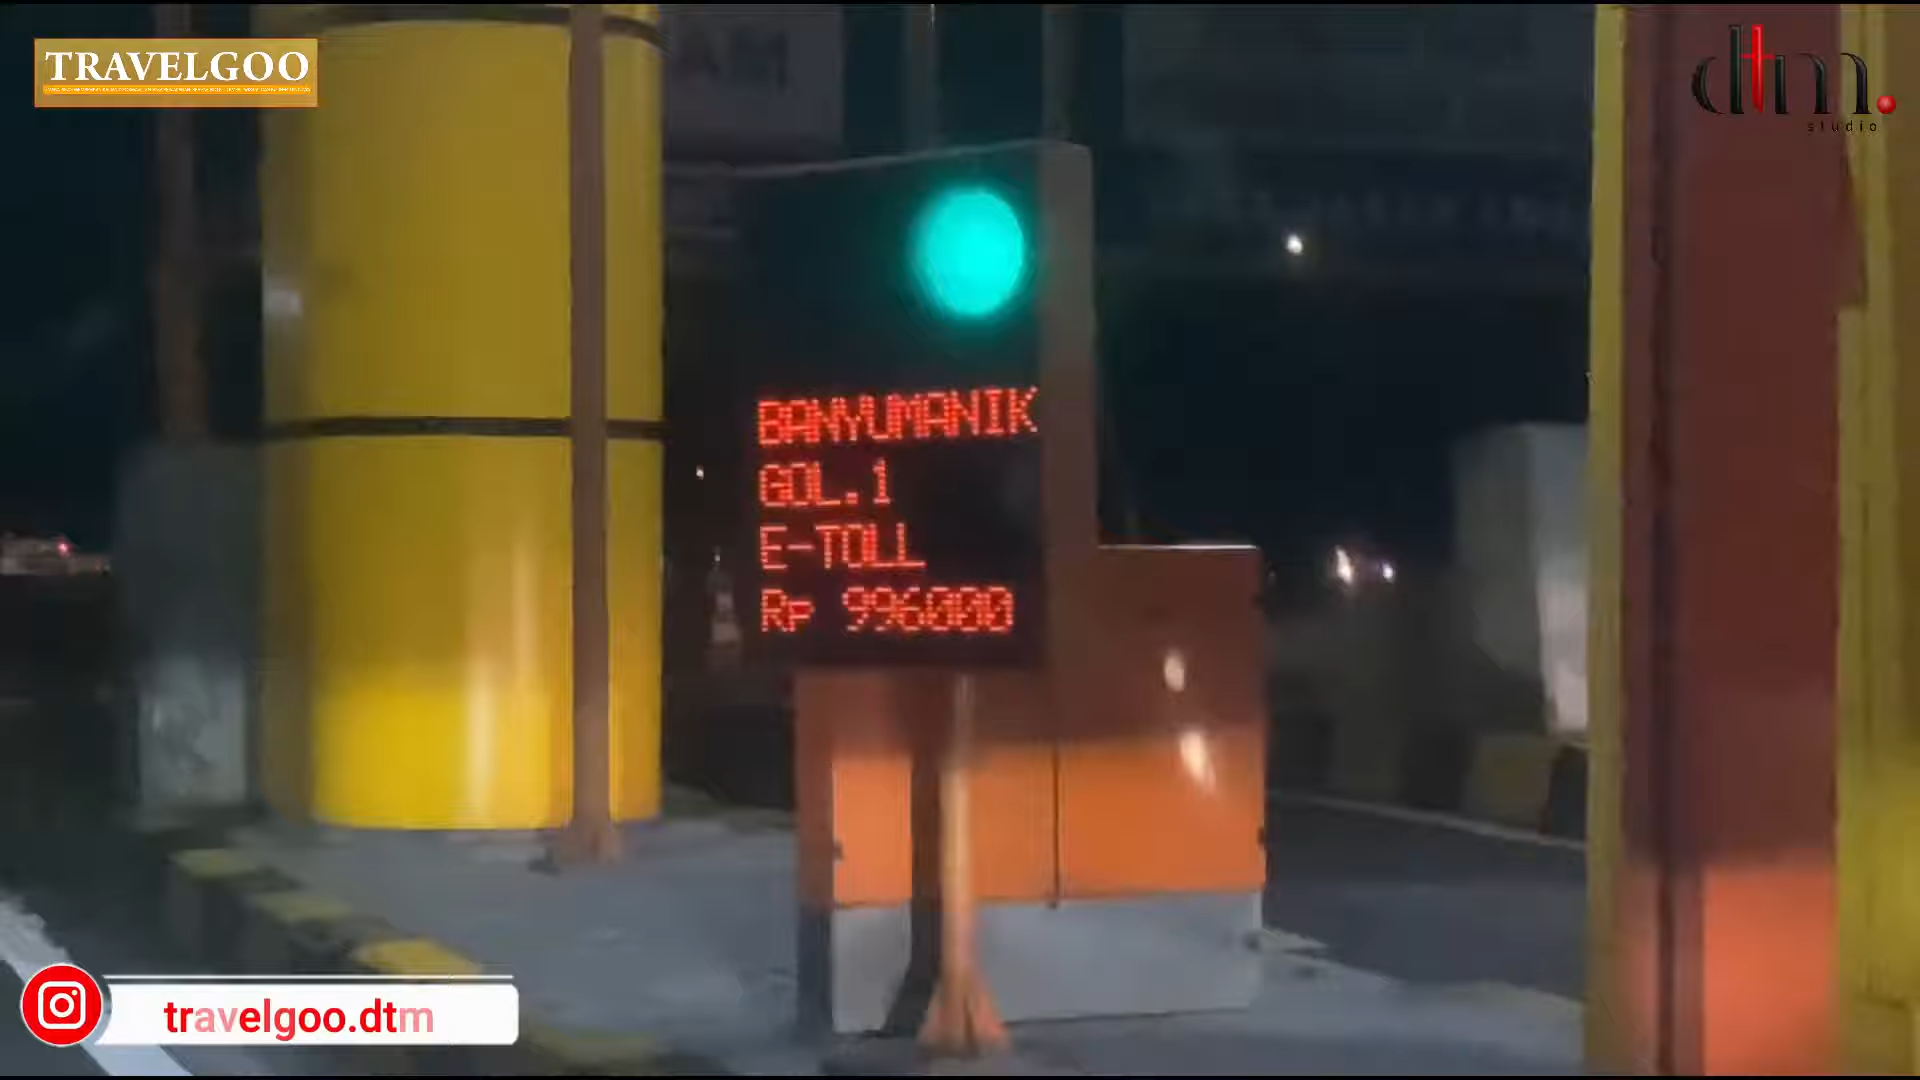 TRAVELGOO
dtm.
studio
BANYUMANIK
GOL.1
E-TOLL
Rp 996000
travelgoo.dtm